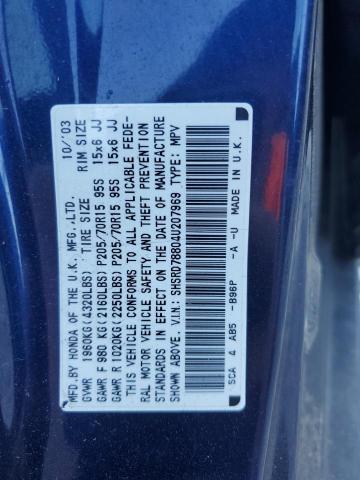 MFD.BY HONDA OF THE U.K. MFG.,LTD. 10/'03
GVWR 1960KG(4320LBS) TIRE SIZE RIM SIZE
GAWR F 980 KG(2160LBS)P205/70R15 95S 15x6 JJ
GAWR R 1020KG(2250LBS)P205/70R15 95S 15x6 JJ
THIS VEHICLE CONFORMS TO ALL APPLICABLE FEDE-
RAL MOTOR VEHICLE SAFETY AND THEFT PREVENTION
STANDARDS IN EFFECT ON THE DATE OF MANUFACTURE
SHOWN ABOVE. V.I.N: SHSRD78804U207969 TYPE: MPV
SCA 4 AB5 -B96P -A -U MADE IN U.K.